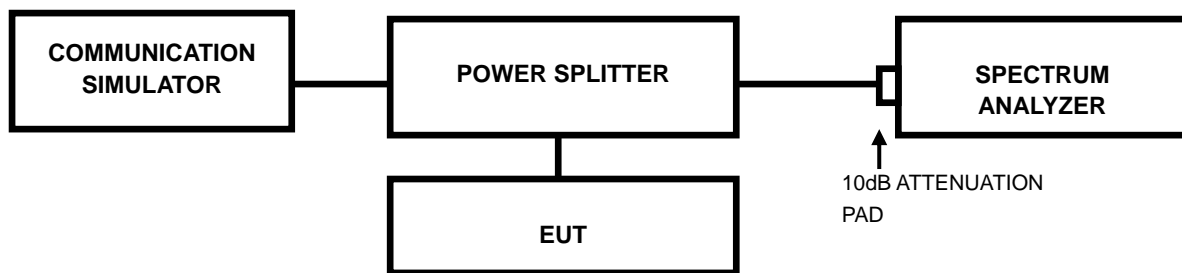 COMMUNICATION
SIMULATOR
POWER SPLITTER
SPECTRUM
ANALYZER
10dB ATTENUATION
PAD
EUT